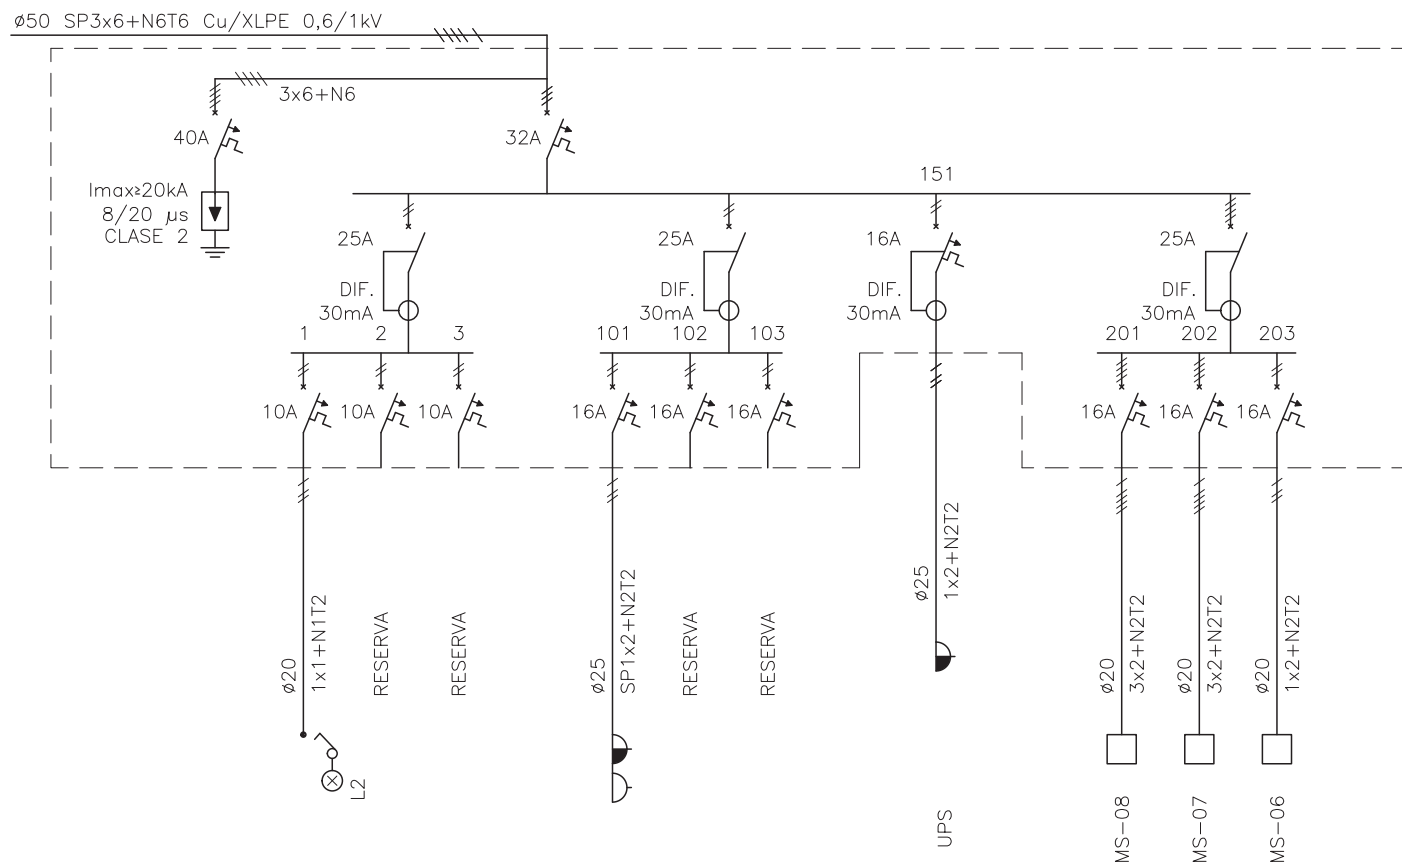 ø50 SP3x6+N6T6 Cu/XLPE 0,6/1kV
3x6+N6
40A
32A
Imax≥20kA
8/20 µs
CLASE 2
151
25A
25A
16A
25A
DIF.
30mA
DIF.
30mA
DIF.
30mA
DIF.
30mA
1
2
3
101
102
103
201
202
203
10A
10A
10A
16A
16A
16A
16A
16A
16A
ø20
1x1+N1T2
RESERVA
RESERVA
ø25
SP1x2+N2T2
RESERVA
RESERVA
ø25
1x2+N2T2
ø20
3x2+N2T2
ø20
3x2+N2T2
ø20
1x2+N2T2
L2
UPS
MS-08
MS-07
MS-06